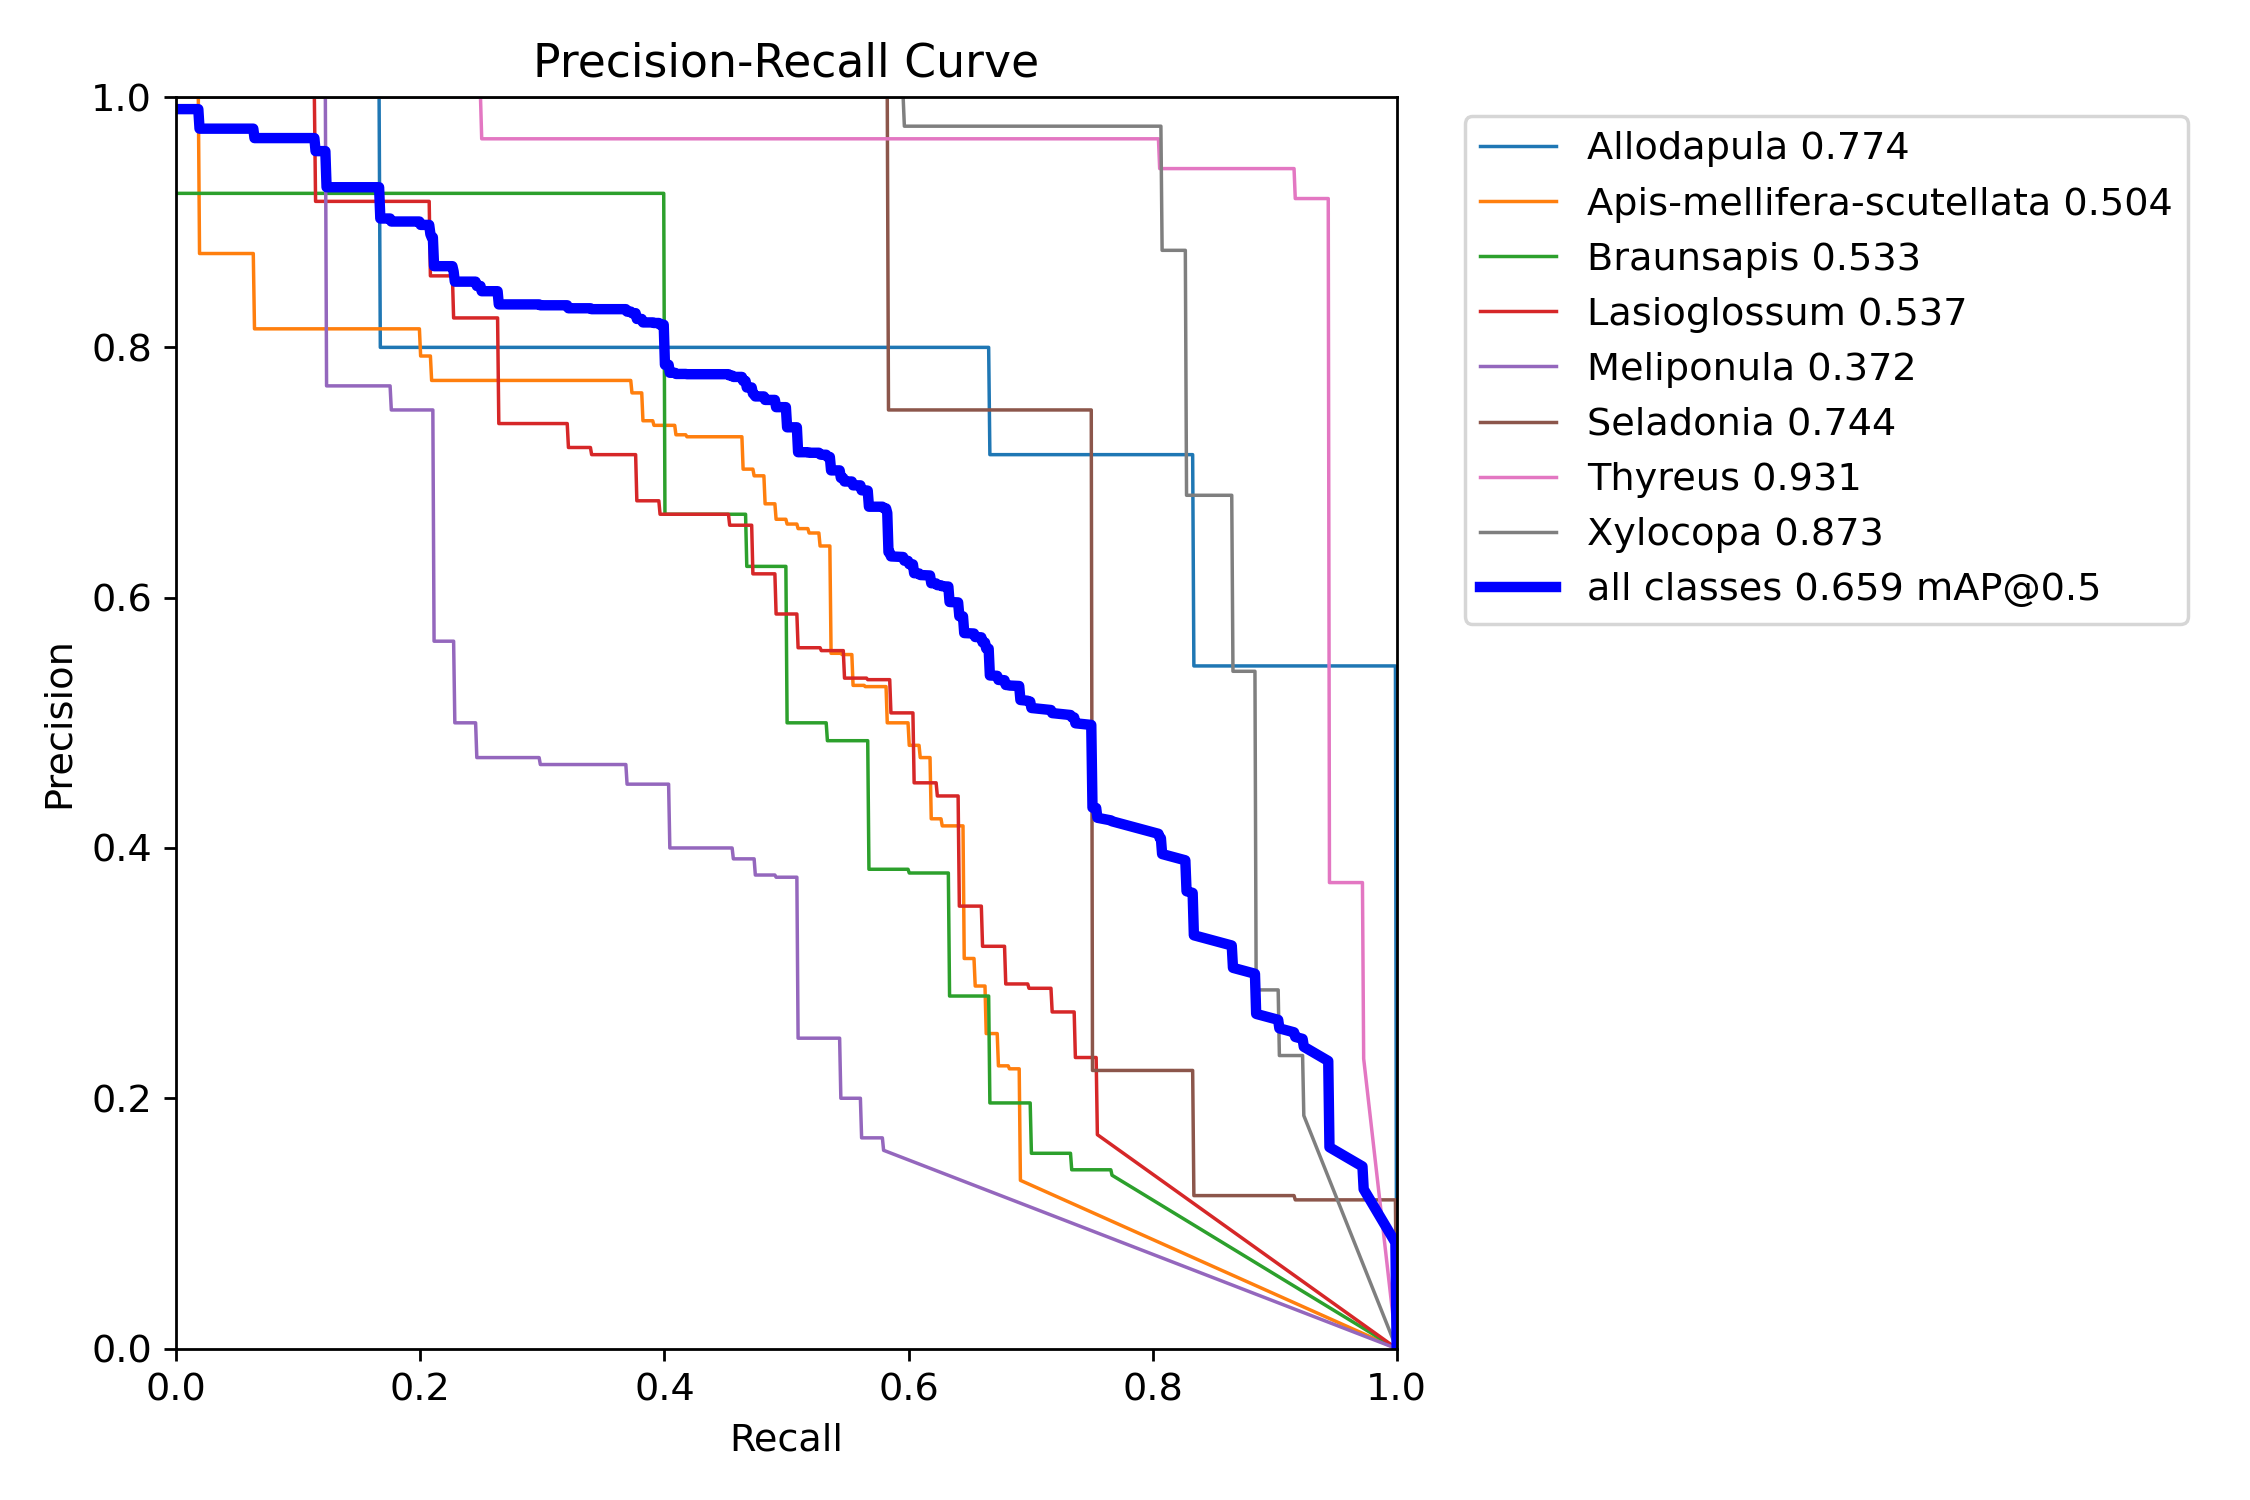 Precision-Recall Curve
1.0
0.8
0.6
0.4
0.2
0.0
Precision
0.0 0.2 0.4 0.6 0.8 1.0
Recall
Allodapula 0.774
Apis-mellifera-scutellata 0.504
Braunsapis 0.533
Lasioglossum 0.537
Meliponula 0.372
Seladonia 0.744
Thyreus 0.931
Xylocopa 0.873
all classes 0.659 mAP@0.5